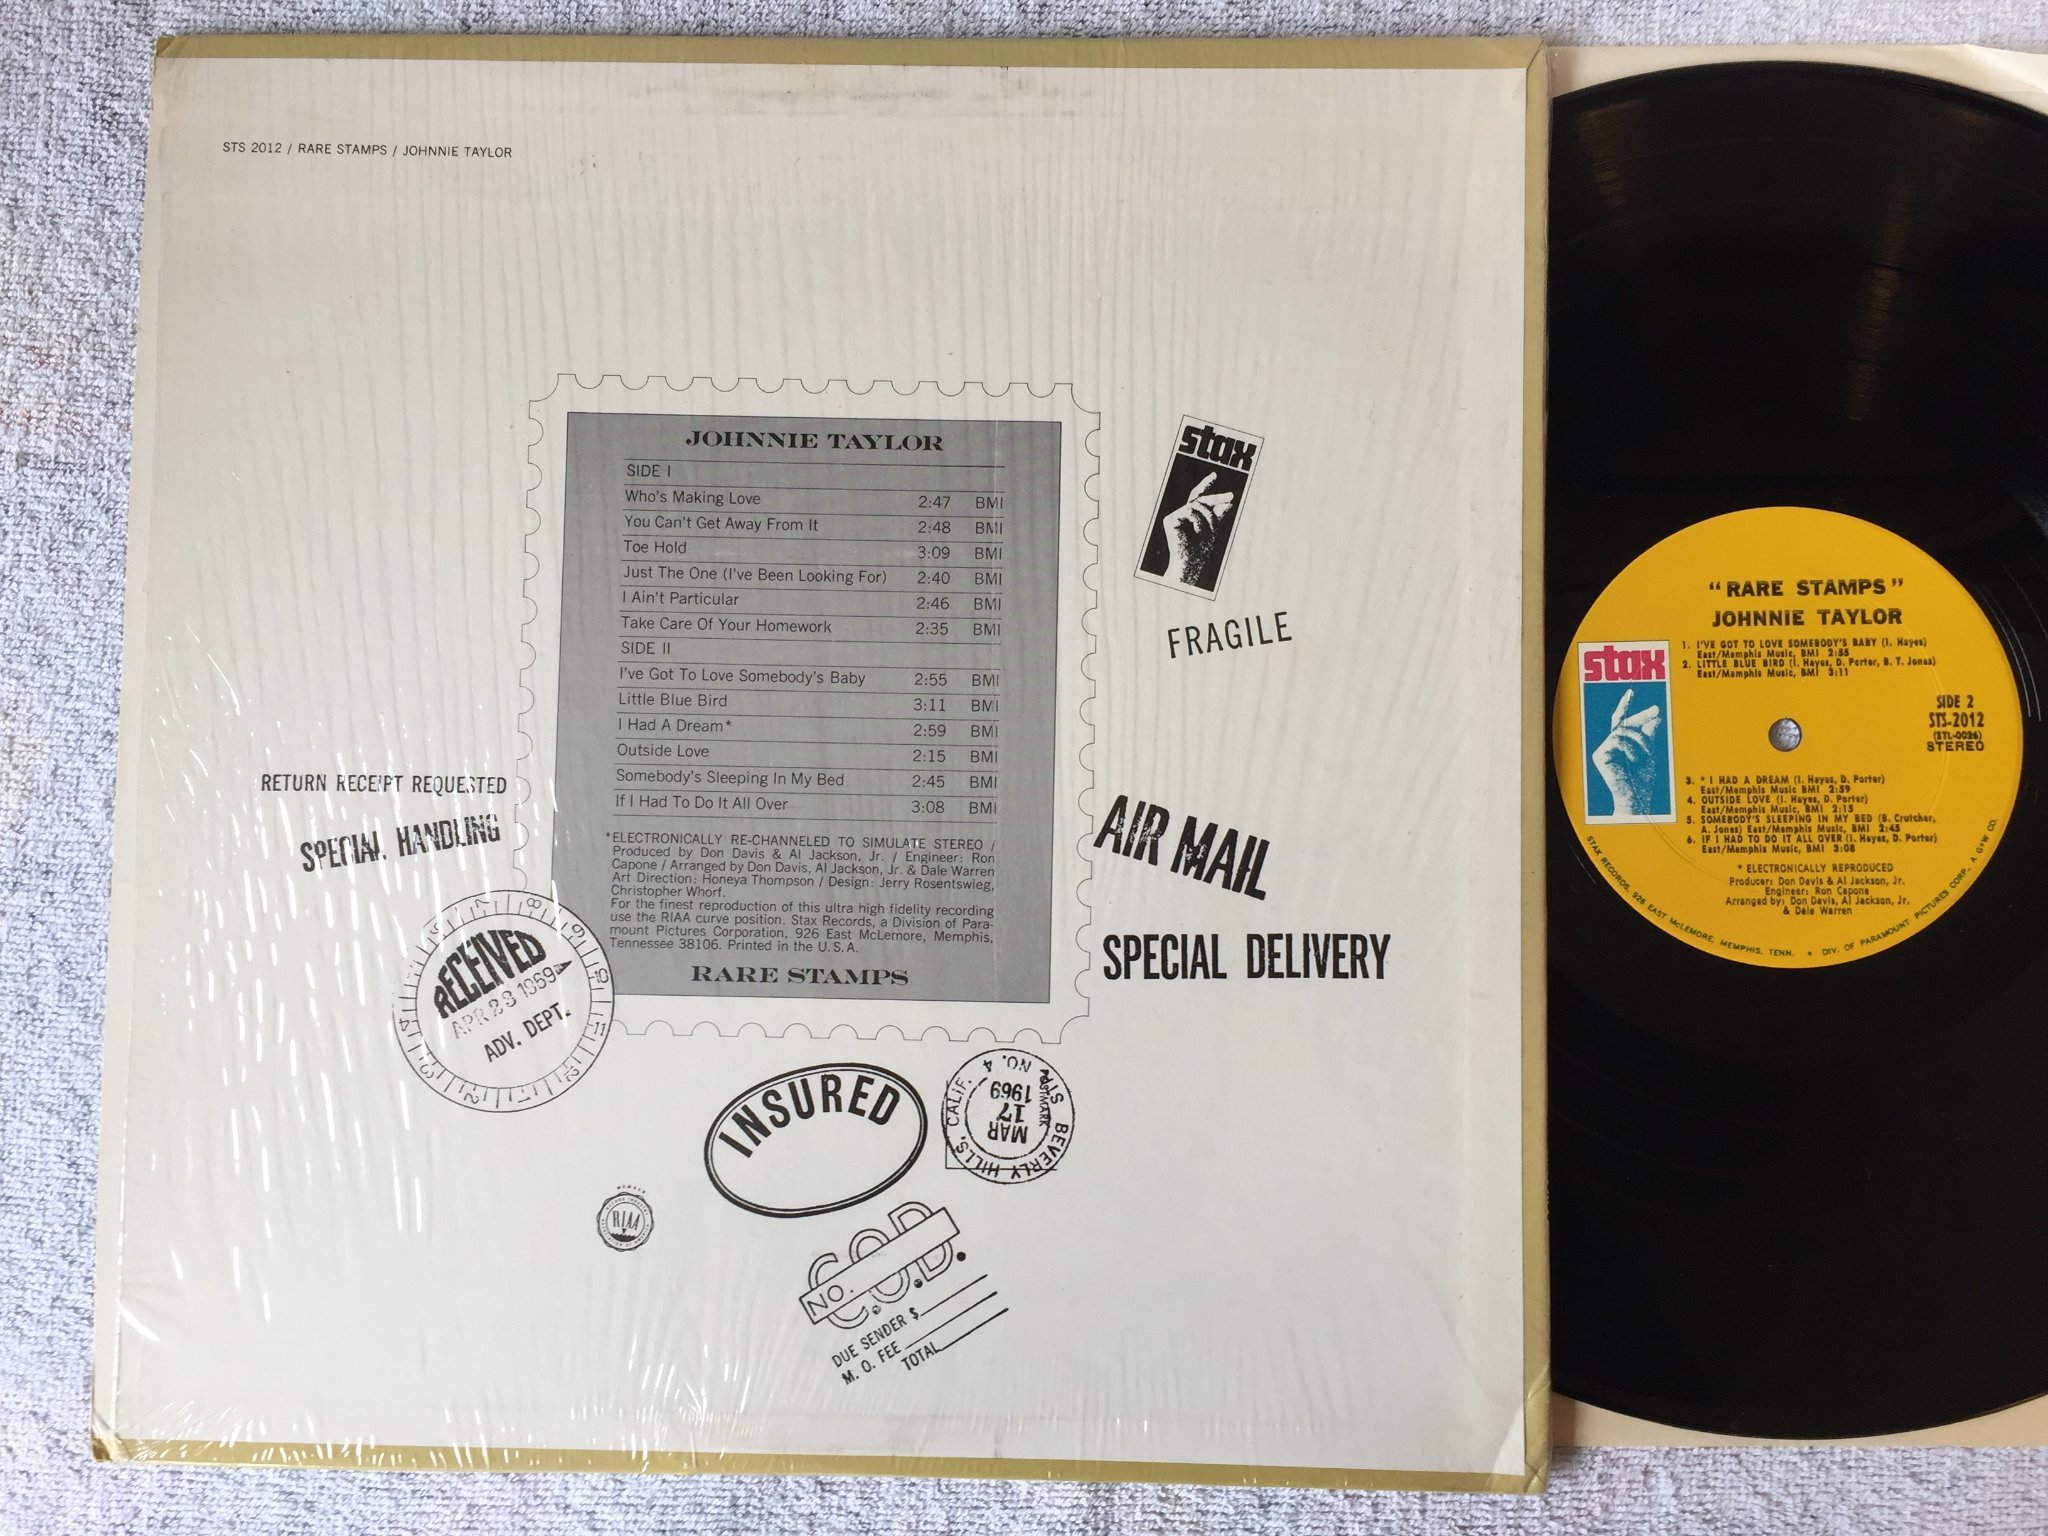 STS 2012 / RARE STAMPS / JOHNNIE TAYLOR
JOHNNIE TAYLOR
SIDE I
Who's Making Love 2:47 BMI
You Can't Get Away From It 2:48 BMI
Toe Hold 3:09 BMI
Just The One (I've Been Looking For) 2:40 BMI
I Ain't Particular 2:46 BMI
Take Care Of Your Homework 2:35 BMI
SIDE II
I've Got To Love Somebody's Baby 2:55 BMI
Little Blue Bird 3:11 BMI
I Had A Dream* 2:59 BMI
Outside Love 2:15 BMI
Somebody's Sleeping In My Bed 2:45 BMI
If I Had To Do It All Over 3:08 BMI
*ELECTRONICALLY RE-CHANNELED TO SIMULATE STEREO /
Produced by Don Davis & Al Jackson, Jr. / Engineer: Ron
Capone / Arranged by Don Davis, Al Jackson, Jr. & Dale Warren
Art Direction: Honeya Thompson / Design: Jerry Rosentswieg,
Christopher Whorf.
For the finest reproduction of this ultra high fidelity recording
use the RIAA curve position. Stax Records, a Division of Para-
mount Pictures Corporation, 926 East McLemore, Memphis,
Tennessee 38106. Printed in the U.S.A.
RARE STAMPS
stax
FRAGILE
RETURN RECEIPT REQUESTED
SPECIAL HANDLING
AIR MAIL
SPECIAL DELIVERY
RECEIVED
APR 23 1969
ADV. DEPT.
7 8 9 10 11 12 1 2 3 4
INSURED
BEVERLY HILLS, CALIF.
NO. 4
POSTMARK
1969
17
MAR
MEMBER
RIAA
C.O.D.
NO.
DUE SENDER $
M. O. FEE
TOTAL
"RARE STAMPS"
JOHNNIE TAYLOR
1. I'VE GOT TO LOVE SOMEBODY'S BABY (I. Hayes)
East/Memphis Music, BMI 2:55
2. LITTLE BLUE BIRD (I. Hayes, D. Porter, B. T. Jones)
East/Memphis Music, BMI 3:11
stax
SIDE 2
STS-2012
(STL-0026)
STEREO
3. * I HAD A DREAM (I. Hayes, D. Porter)
East/Memphis Music BMI 2:59
4. OUTSIDE LOVE (I. Hayes, D. Porter)
East/Memphis Music, BMI 2:15
5. SOMEBODY'S SLEEPING IN MY BED (B. Crutcher,
A. Jones) East/Memphis Music, BMI 2:45
6. IF I HAD TO DO IT ALL OVER (I. Hayes, D. Porter)
East/Memphis Music, BMI 3:08
* ELECTRONICALLY REPRODUCED
Producer: Don Davis & Al Jackson, Jr.
Engineer: Ron Capone
Arranged by: Don Davis, Al Jackson, Jr.
& Dale Warren
STAX RECORDS, 926 EAST McLEMORE, MEMPHIS, TENN. * DIV. OF PARAMOUNT PICTURES CORP. A G+W CO.